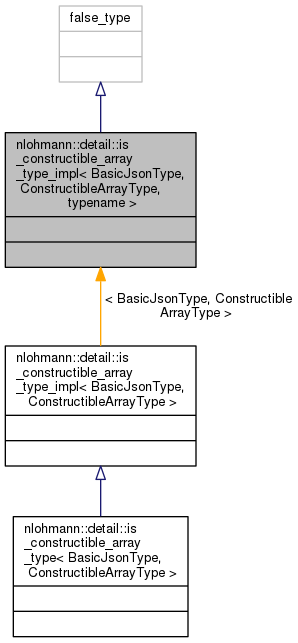 false_type
nlohmann::detail::is
_constructible_array
_type_impl< BasicJsonType,
ConstructibleArrayType,
typename >
< BasicJsonType, Constructible
ArrayType >
nlohmann::detail::is
_constructible_array
_type_impl< BasicJsonType,
ConstructibleArrayType >
nlohmann::detail::is
_constructible_array
_type< BasicJsonType,
ConstructibleArrayType >